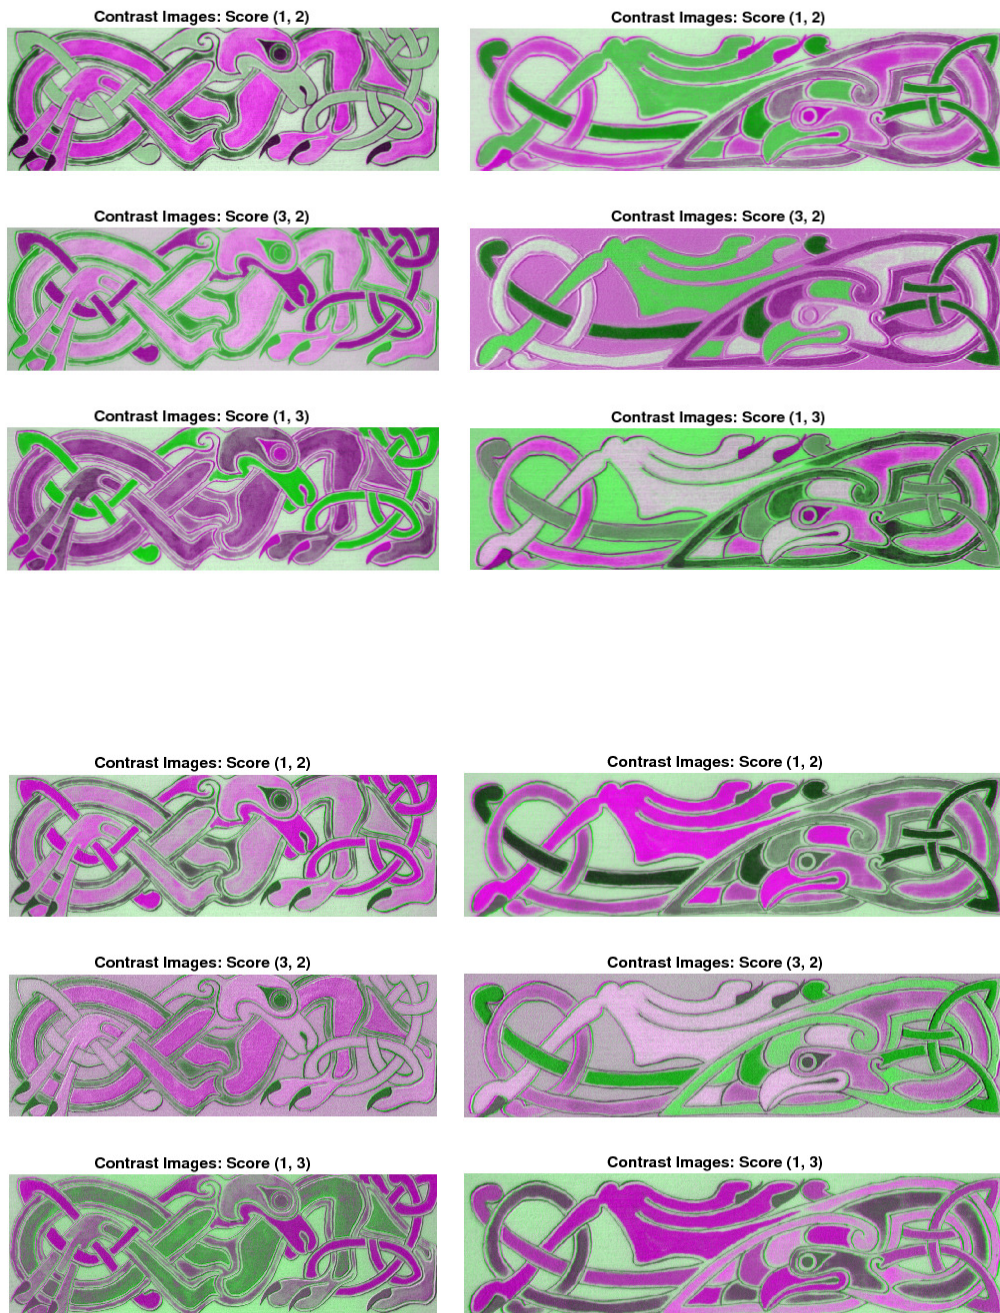 Contrast Images: Score (1, 2)
Contrast Images: Score (1, 2)
Contrast Images: Score (3, 2)
Contrast Images: Score (3, 2)
Contrast Images: Score (1, 3)
Contrast Images: Score (1, 3)
Contrast Images: Score (1, 2)
Contrast Images: Score (1, 2)
Contrast Images: Score (3, 2)
Contrast Images: Score (3, 2)
Contrast Images: Score (1, 3)
Contrast Images: Score (1, 3)